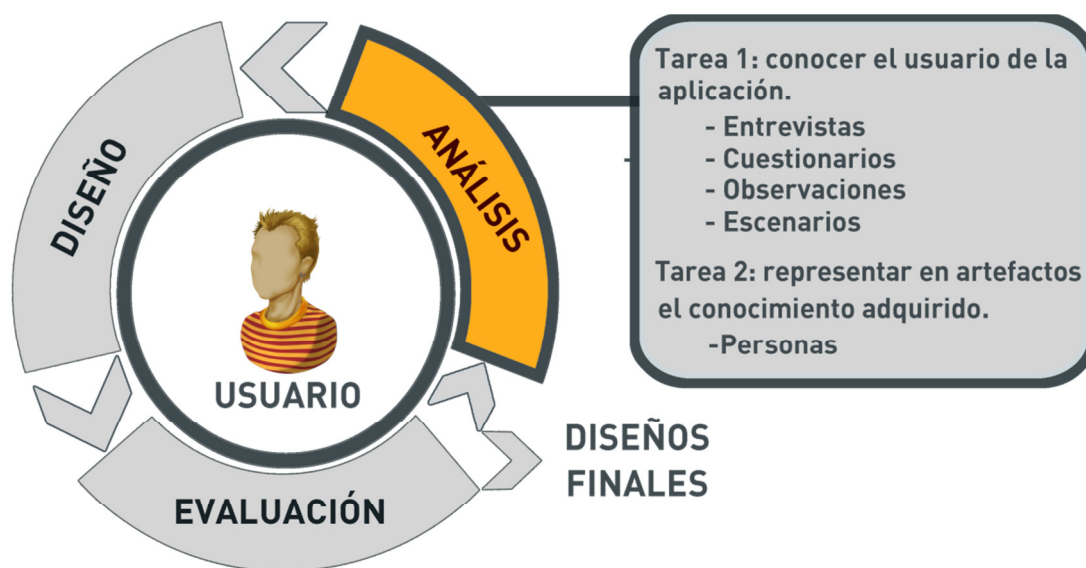 Tarea 1: conocer el usuario de la
aplicación.
- Entrevistas
- Cuestionarios
- Observaciones
- Escenarios
Tarea 2: representar en artefactos
el conocimiento adquirido.
-Personas
ANÁLISIS
DISEÑO
USUARIO
EVALUACIÓN
DISEÑOS
FINALES